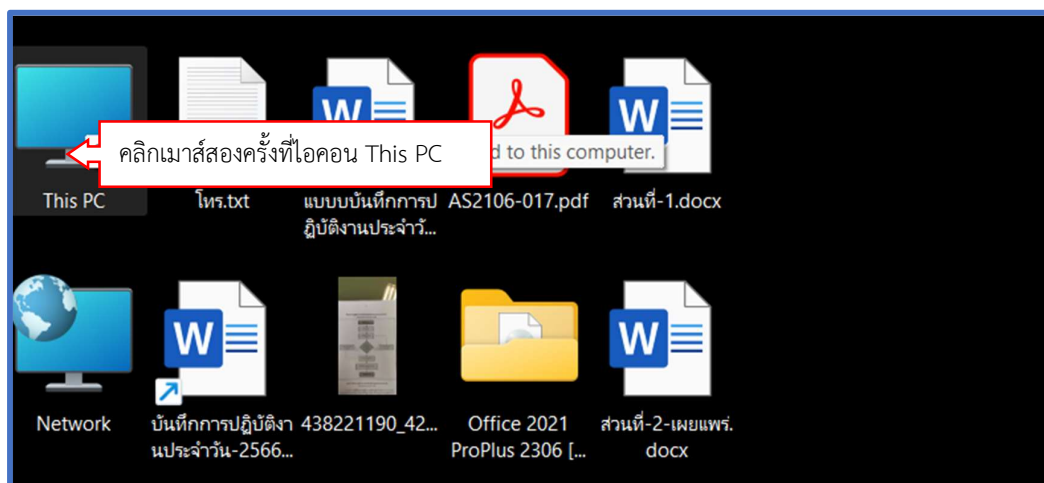 คลิกเมาส์สองครั้งที่ไอคอน This PC
d to this computer.
This PC
โทร.txt
แบบบันทึกการป
ฏิบัติงานประจำวั...
AS2106-017.pdf
ส่วนที่-1.docx
Network
บันทึกการปฏิบัติงา
นประจำวัน-2566...
438221190_42...
Office 2021
ProPlus 2306 [...
ส่วนที่-2-เผยแพร่.
docx